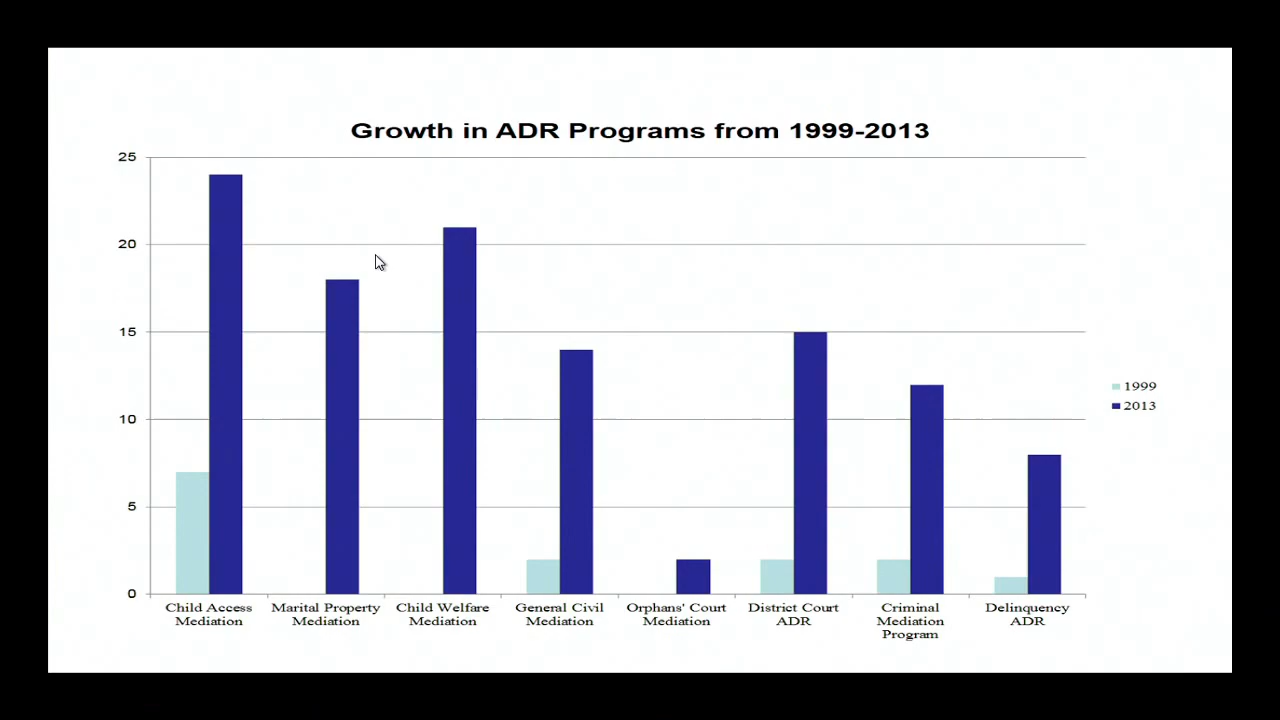 Growth in ADR Programs from 1999-2013
25
20
15
10
5
0
1999
2013
Child Access
Mediation
Marital Property
Mediation
Child Welfare
Mediation
General Civil
Mediation
Orphans' Court
Mediation
District Court
ADR
Criminal
Mediation
Program
Delinquency
ADR